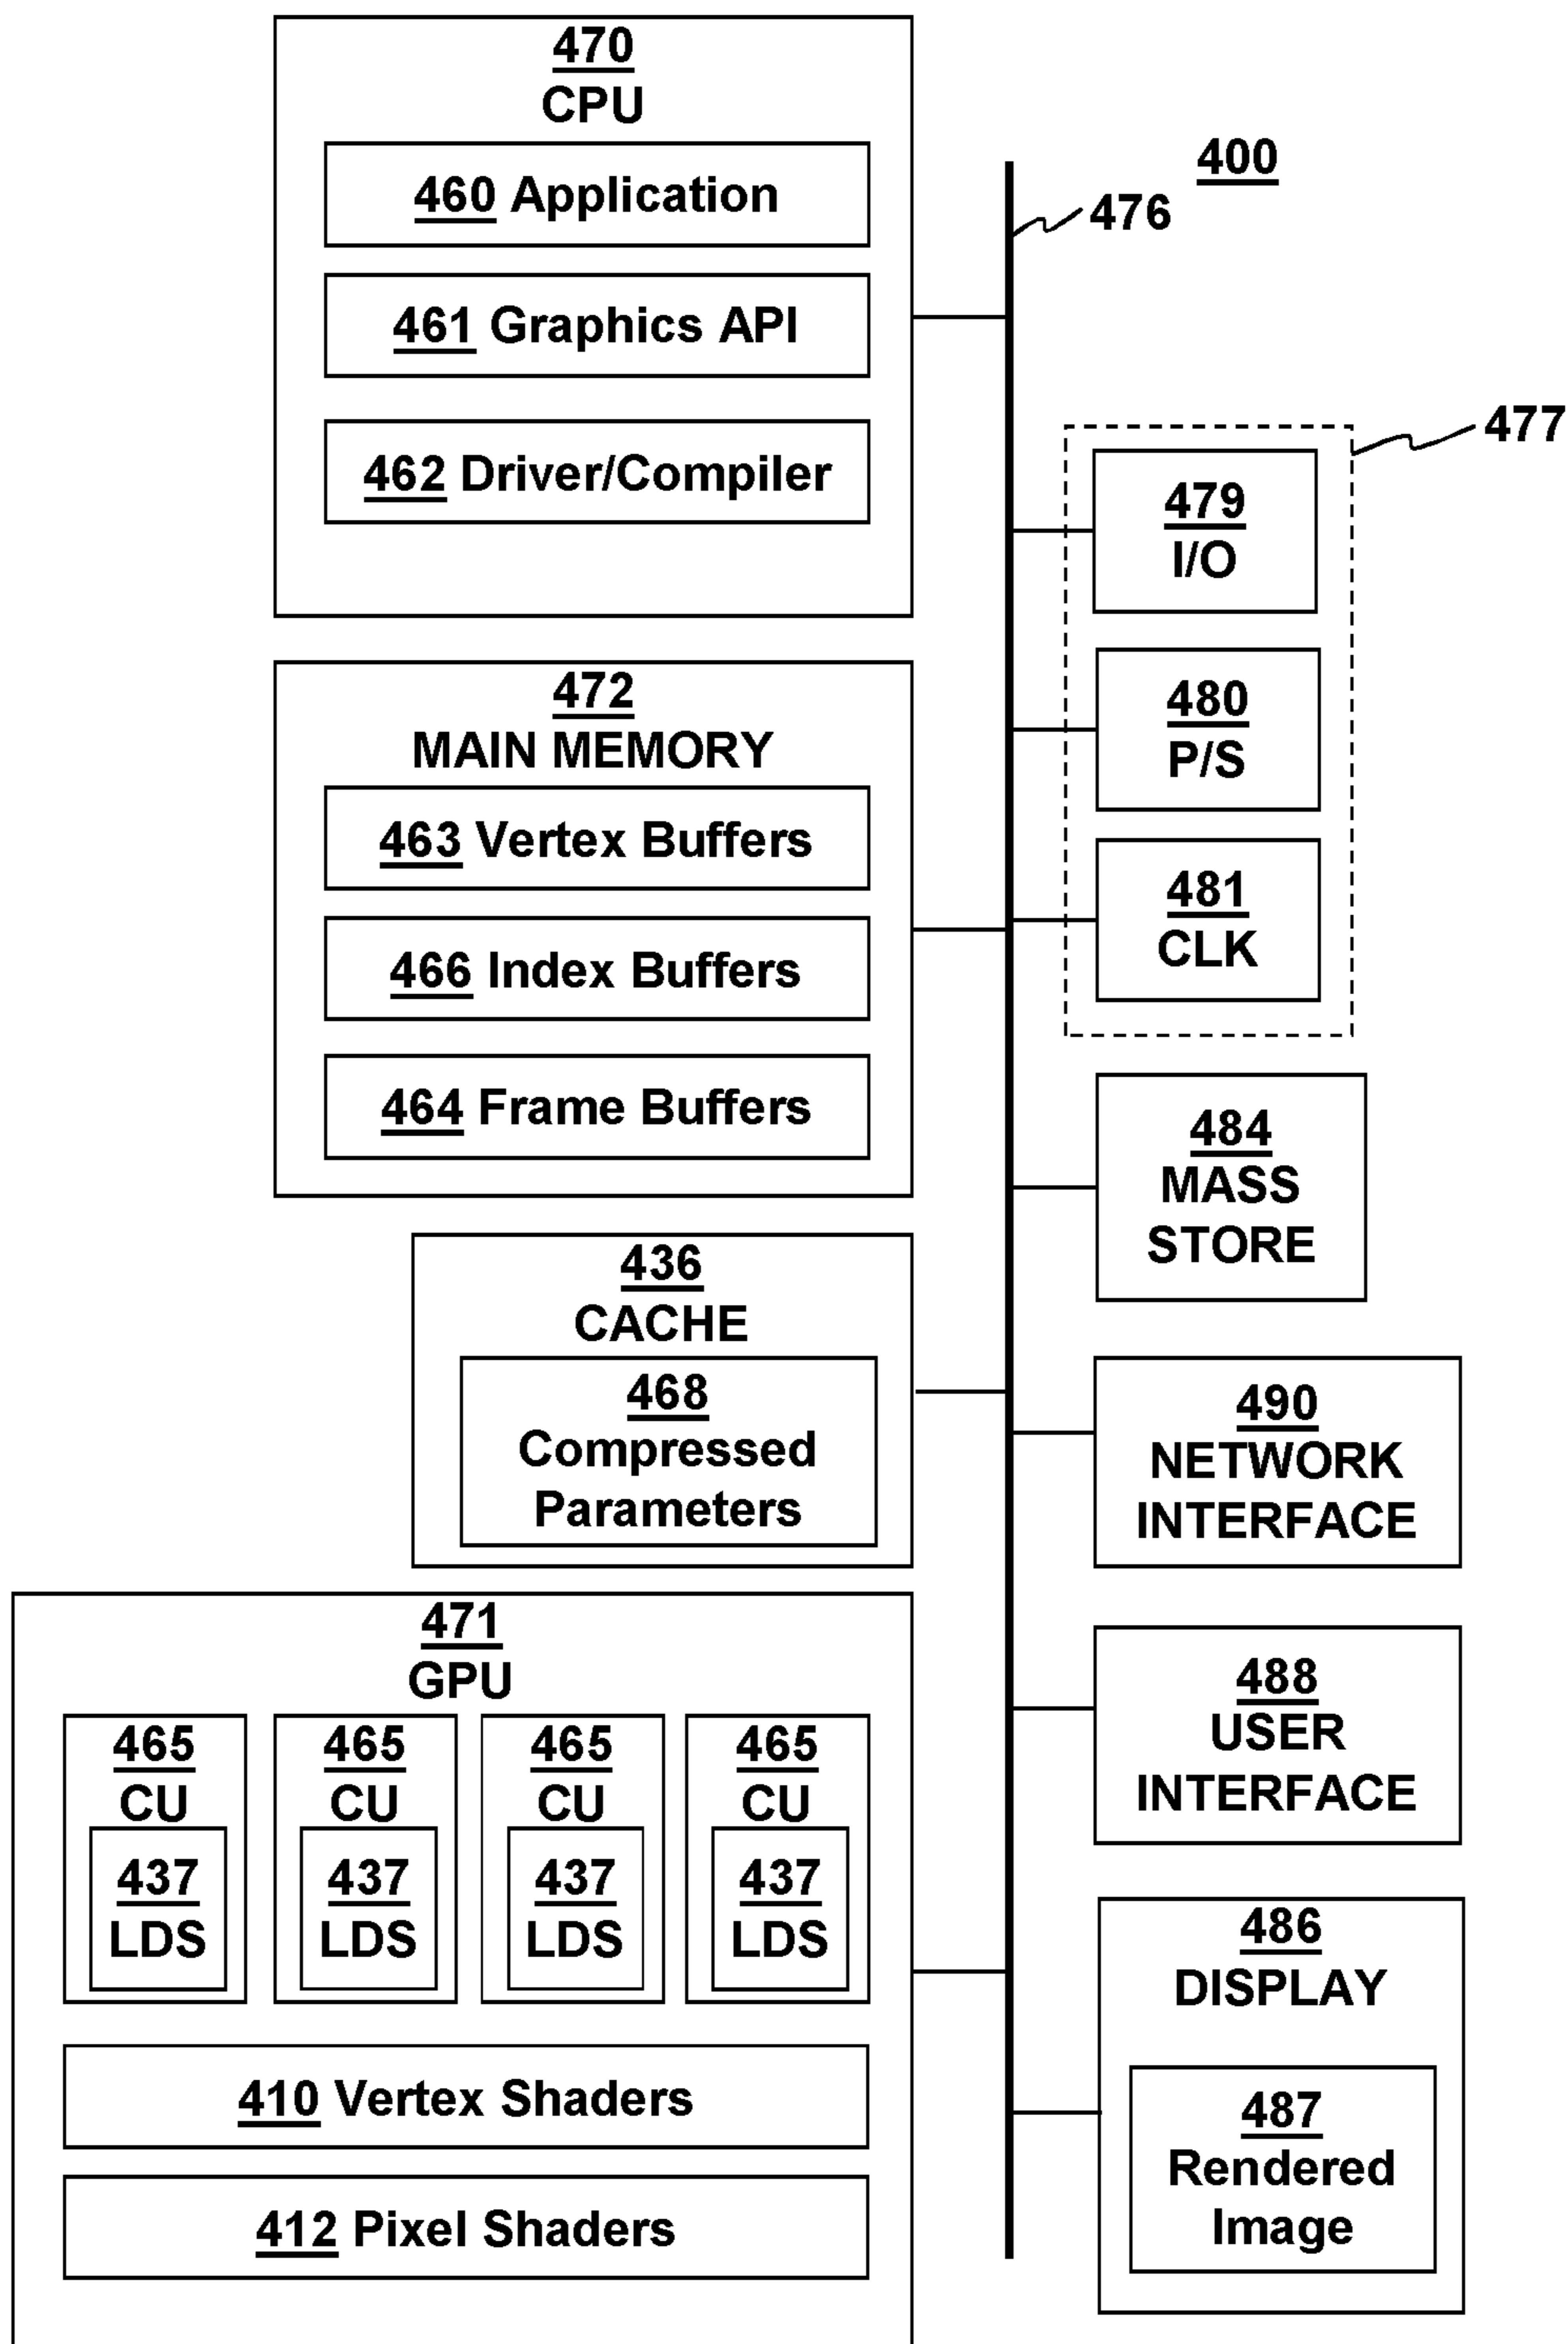 470
CPU
460 Application
461 Graphics API
462 Driver/Compiler
472
MAIN MEMORY
463 Vertex Buffers
466 Index Buffers
464 Frame Buffers
436
CACHE
468
Compressed
Parameters
471
GPU
465
CU
437
LDS
465
CU
437
LDS
465
CU
437
LDS
465
CU
437
LDS
410 Vertex Shaders
412 Pixel Shaders
400
476
477
479
I/O
480
P/S
481
CLK
484
MASS
STORE
490
NETWORK
INTERFACE
488
USER
INTERFACE
486
DISPLAY
487
Rendered
Image